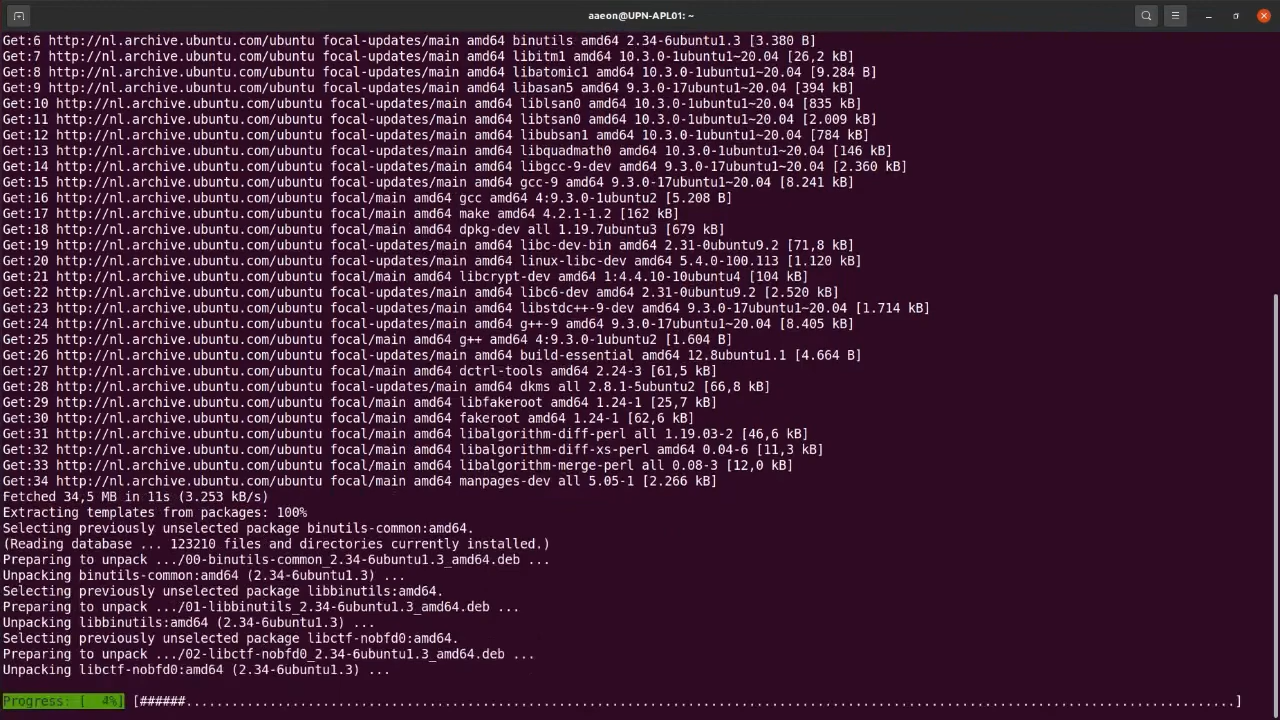 aaeon@UPN-APL01: ~
Get:6 http://nl.archive.ubuntu.com/ubuntu focal-updates/main amd64 binutils amd64 2.34-6ubuntu1.3 [3.380 B]
Get:7 http://nl.archive.ubuntu.com/ubuntu focal-updates/main amd64 libitm1 amd64 10.3.0-1ubuntu1~20.04 [26,2 kB]
Get:8 http://nl.archive.ubuntu.com/ubuntu focal-updates/main amd64 libatomic1 amd64 10.3.0-1ubuntu1~20.04 [9.284 B]
Get:9 http://nl.archive.ubuntu.com/ubuntu focal-updates/main amd64 libasan5 amd64 9.3.0-17ubuntu1~20.04 [394 kB]
Get:10 http://nl.archive.ubuntu.com/ubuntu focal-updates/main amd64 liblsan0 amd64 10.3.0-1ubuntu1~20.04 [835 kB]
Get:11 http://nl.archive.ubuntu.com/ubuntu focal-updates/main amd64 libtsan0 amd64 10.3.0-1ubuntu1~20.04 [2.009 kB]
Get:12 http://nl.archive.ubuntu.com/ubuntu focal-updates/main amd64 libubsan1 amd64 10.3.0-1ubuntu1~20.04 [784 kB]
Get:13 http://nl.archive.ubuntu.com/ubuntu focal-updates/main amd64 libquadmath0 amd64 10.3.0-1ubuntu1~20.04 [146 kB]
Get:14 http://nl.archive.ubuntu.com/ubuntu focal-updates/main amd64 libgcc-9-dev amd64 9.3.0-17ubuntu1~20.04 [2.360 kB]
Get:15 http://nl.archive.ubuntu.com/ubuntu focal-updates/main amd64 gcc-9 amd64 9.3.0-17ubuntu1~20.04 [8.241 kB]
Get:16 http://nl.archive.ubuntu.com/ubuntu focal/main amd64 gcc amd64 4:9.3.0-1ubuntu2 [5.208 B]
Get:17 http://nl.archive.ubuntu.com/ubuntu focal/main amd64 make amd64 4.2.1-1.2 [162 kB]
Get:18 http://nl.archive.ubuntu.com/ubuntu focal/main amd64 dpkg-dev all 1.19.7ubuntu3 [679 kB]
Get:19 http://nl.archive.ubuntu.com/ubuntu focal-updates/main amd64 libc-dev-bin amd64 2.31-0ubuntu9.2 [71,8 kB]
Get:20 http://nl.archive.ubuntu.com/ubuntu focal-updates/main amd64 linux-libc-dev amd64 5.4.0-100.113 [1.120 kB]
Get:21 http://nl.archive.ubuntu.com/ubuntu focal/main amd64 libcrypt-dev amd64 1:4.4.10-10ubuntu4 [104 kB]
Get:22 http://nl.archive.ubuntu.com/ubuntu focal-updates/main amd64 libc6-dev amd64 2.31-0ubuntu9.2 [2.520 kB]
Get:23 http://nl.archive.ubuntu.com/ubuntu focal-updates/main amd64 libstdc++-9-dev amd64 9.3.0-17ubuntu1~20.04 [1.714 kB]
Get:24 http://nl.archive.ubuntu.com/ubuntu focal-updates/main amd64 g++-9 amd64 9.3.0-17ubuntu1~20.04 [8.405 kB]
Get:25 http://nl.archive.ubuntu.com/ubuntu focal/main amd64 g++ amd64 4:9.3.0-1ubuntu2 [1.604 B]
Get:26 http://nl.archive.ubuntu.com/ubuntu focal-updates/main amd64 build-essential amd64 12.8ubuntu1.1 [4.664 B]
Get:27 http://nl.archive.ubuntu.com/ubuntu focal/main amd64 dctrl-tools amd64 2.24-3 [61,5 kB]
Get:28 http://nl.archive.ubuntu.com/ubuntu focal-updates/main amd64 dkms all 2.8.1-5ubuntu2 [66,8 kB]
Get:29 http://nl.archive.ubuntu.com/ubuntu focal/main amd64 libfakeroot amd64 1.24-1 [25,7 kB]
Get:30 http://nl.archive.ubuntu.com/ubuntu focal/main amd64 fakeroot amd64 1.24-1 [62,6 kB]
Get:31 http://nl.archive.ubuntu.com/ubuntu focal/main amd64 libalgorithm-diff-perl all 1.19.03-2 [46,6 kB]
Get:32 http://nl.archive.ubuntu.com/ubuntu focal/main amd64 libalgorithm-diff-xs-perl amd64 0.04-6 [11,3 kB]
Get:33 http://nl.archive.ubuntu.com/ubuntu focal/main amd64 libalgorithm-merge-perl all 0.08-3 [12,0 kB]
Get:34 http://nl.archive.ubuntu.com/ubuntu focal/main amd64 manpages-dev all 5.05-1 [2.266 kB]
Fetched 34,5 MB in 11s (3.253 kB/s)
Extracting templates from packages: 100%
Selecting previously unselected package binutils-common:amd64.
(Reading database ... 123210 files and directories currently installed.)
Preparing to unpack .../00-binutils-common_2.34-6ubuntu1.3_amd64.deb ...
Unpacking binutils-common:amd64 (2.34-6ubuntu1.3) ...
Selecting previously unselected package libbinutils:amd64.
Preparing to unpack .../01-libbinutils_2.34-6ubuntu1.3_amd64.deb ...
Unpacking libbinutils:amd64 (2.34-6ubuntu1.3) ...
Selecting previously unselected package libctf-nobfd0:amd64.
Preparing to unpack .../02-libctf-nobfd0_2.34-6ubuntu1.3_amd64.deb ...
Unpacking libctf-nobfd0:amd64 (2.34-6ubuntu1.3) ...
Progress: [  4%] [######..........................................................................................................................................]